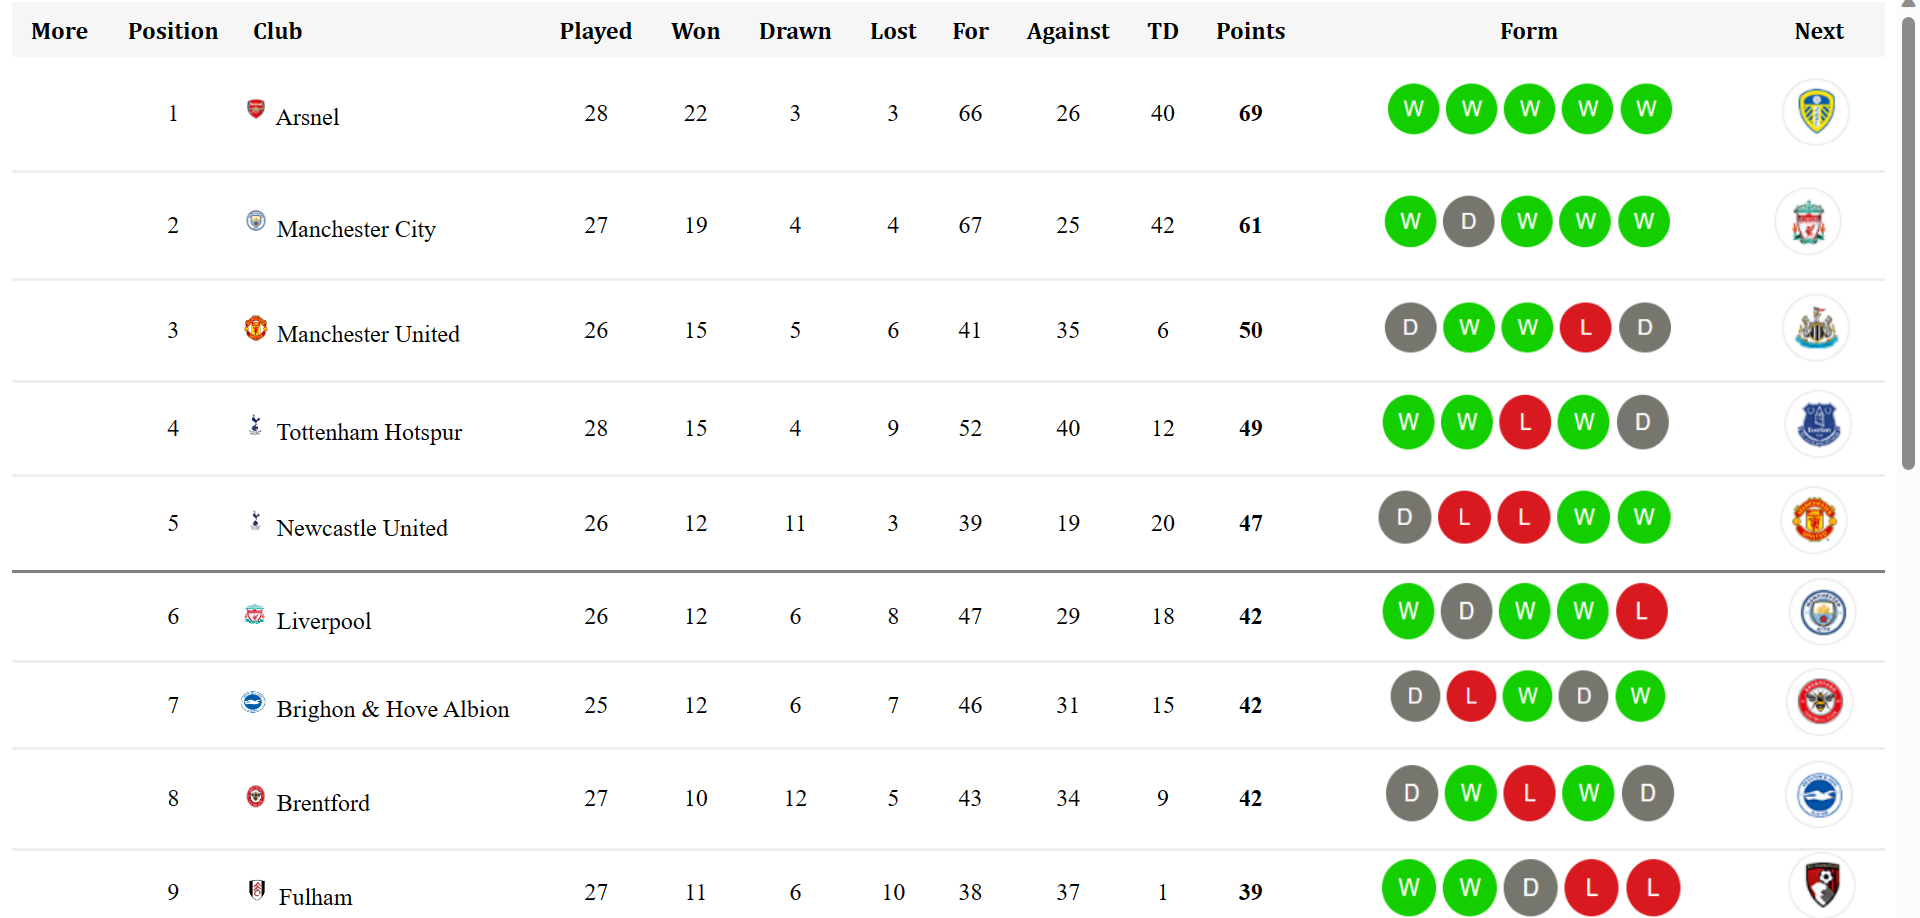 More Position Club Played Won Drawn Lost For Against TD Points Form Next
1 Arsnel 28 22 3 3 66 26 40 69 W W W W W
2 Manchester City 27 19 4 4 67 25 42 61 W D W W W
3 Manchester United 26 15 5 6 41 35 6 50 D W W L D
4 Tottenham Hotspur 28 15 4 9 52 40 12 49 W W L W D
5 Newcastle United 26 12 11 3 39 19 20 47 D L L W W
6 Liverpool 26 12 6 8 47 29 18 42 W D W W L
7 Brighon & Hove Albion 25 12 6 7 46 31 15 42 D L W D W
8 Brentford 27 10 12 5 43 34 9 42 D W L W D
9 Fulham 27 11 6 10 38 37 1 39 W W D L L